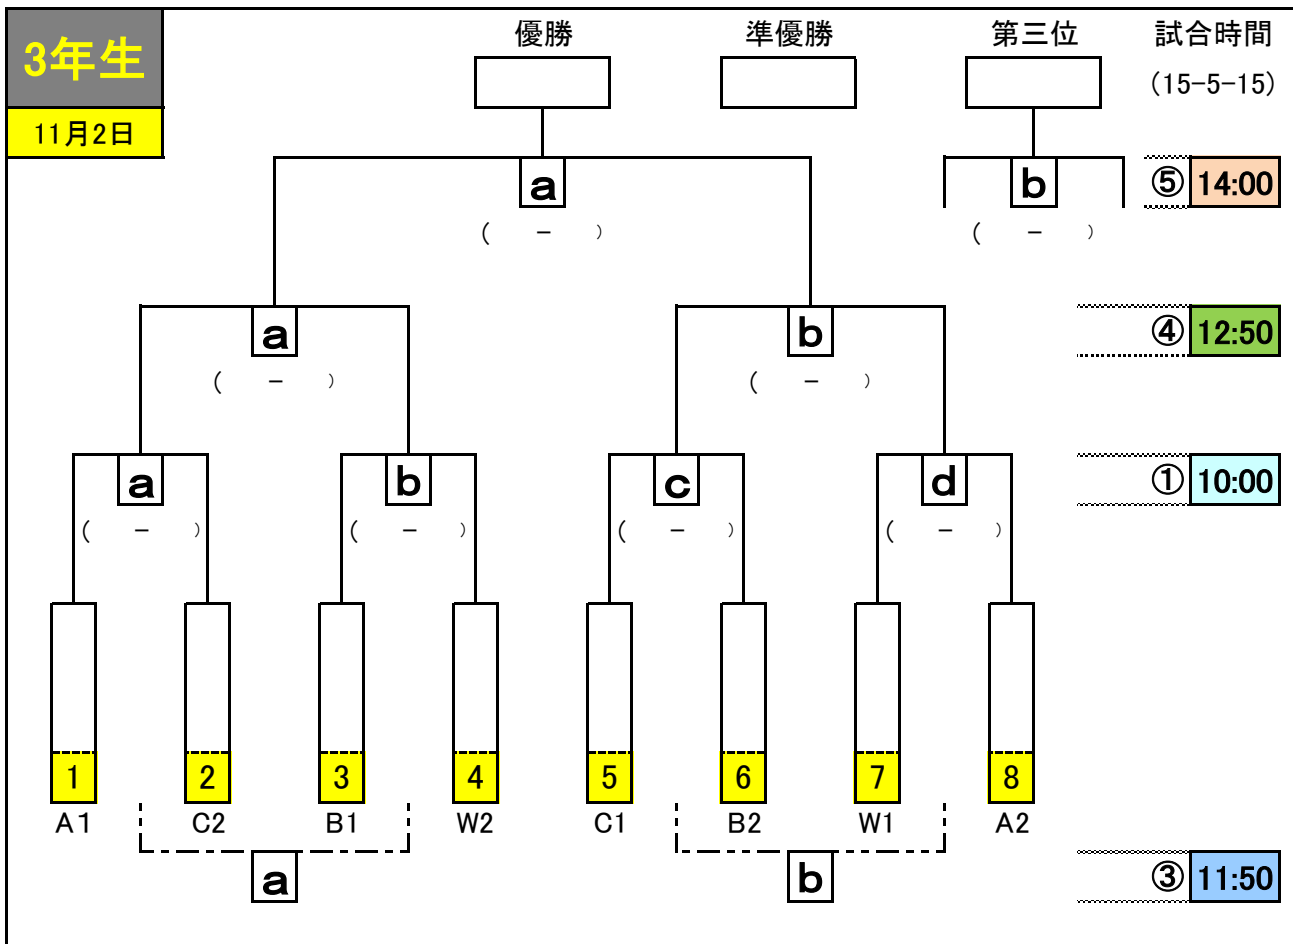 3年生
優勝 準優勝 第三位 試合時間
(15-5-15)
11月2日
a b ⑤ 14:00
( - ) ( - )
a b ④ 12:50
( - ) ( - )
a b c d ① 10:00
( - ) ( - ) ( - ) ( - )
1 2 3 4 5 6 7 8
A1 C2 B1 W2 C1 B2 W1 A2
a b ③ 11:50